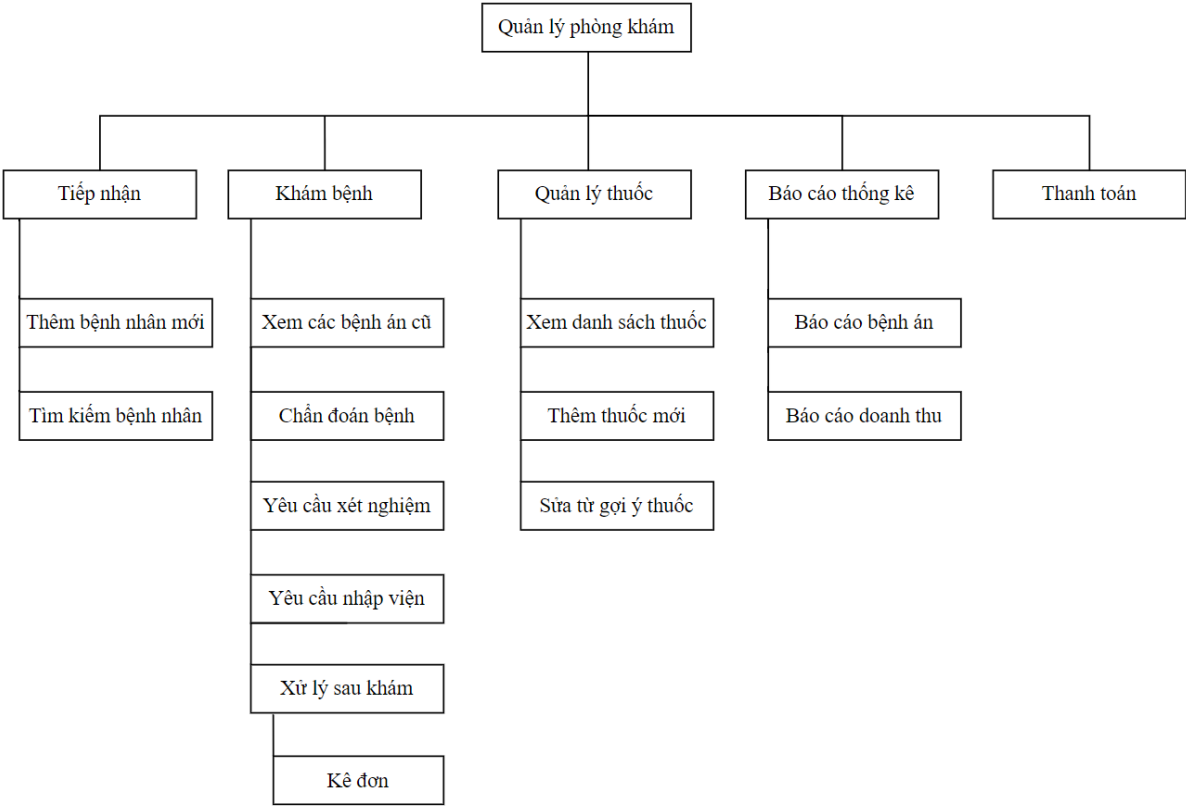 Quản lý phòng khám
Tiếp nhận
Khám bệnh
Quản lý thuốc
Báo cáo thống kê
Thanh toán
Thêm bệnh nhân mới
Xem các bệnh án cũ
Xem danh sách thuốc
Báo cáo bệnh án
Tìm kiếm bệnh nhân
Chẩn đoán bệnh
Thêm thuốc mới
Báo cáo doanh thu
Yêu cầu xét nghiệm
Sửa từ gợi ý thuốc
Yêu cầu nhập viện
Xử lý sau khám
Kê đơn